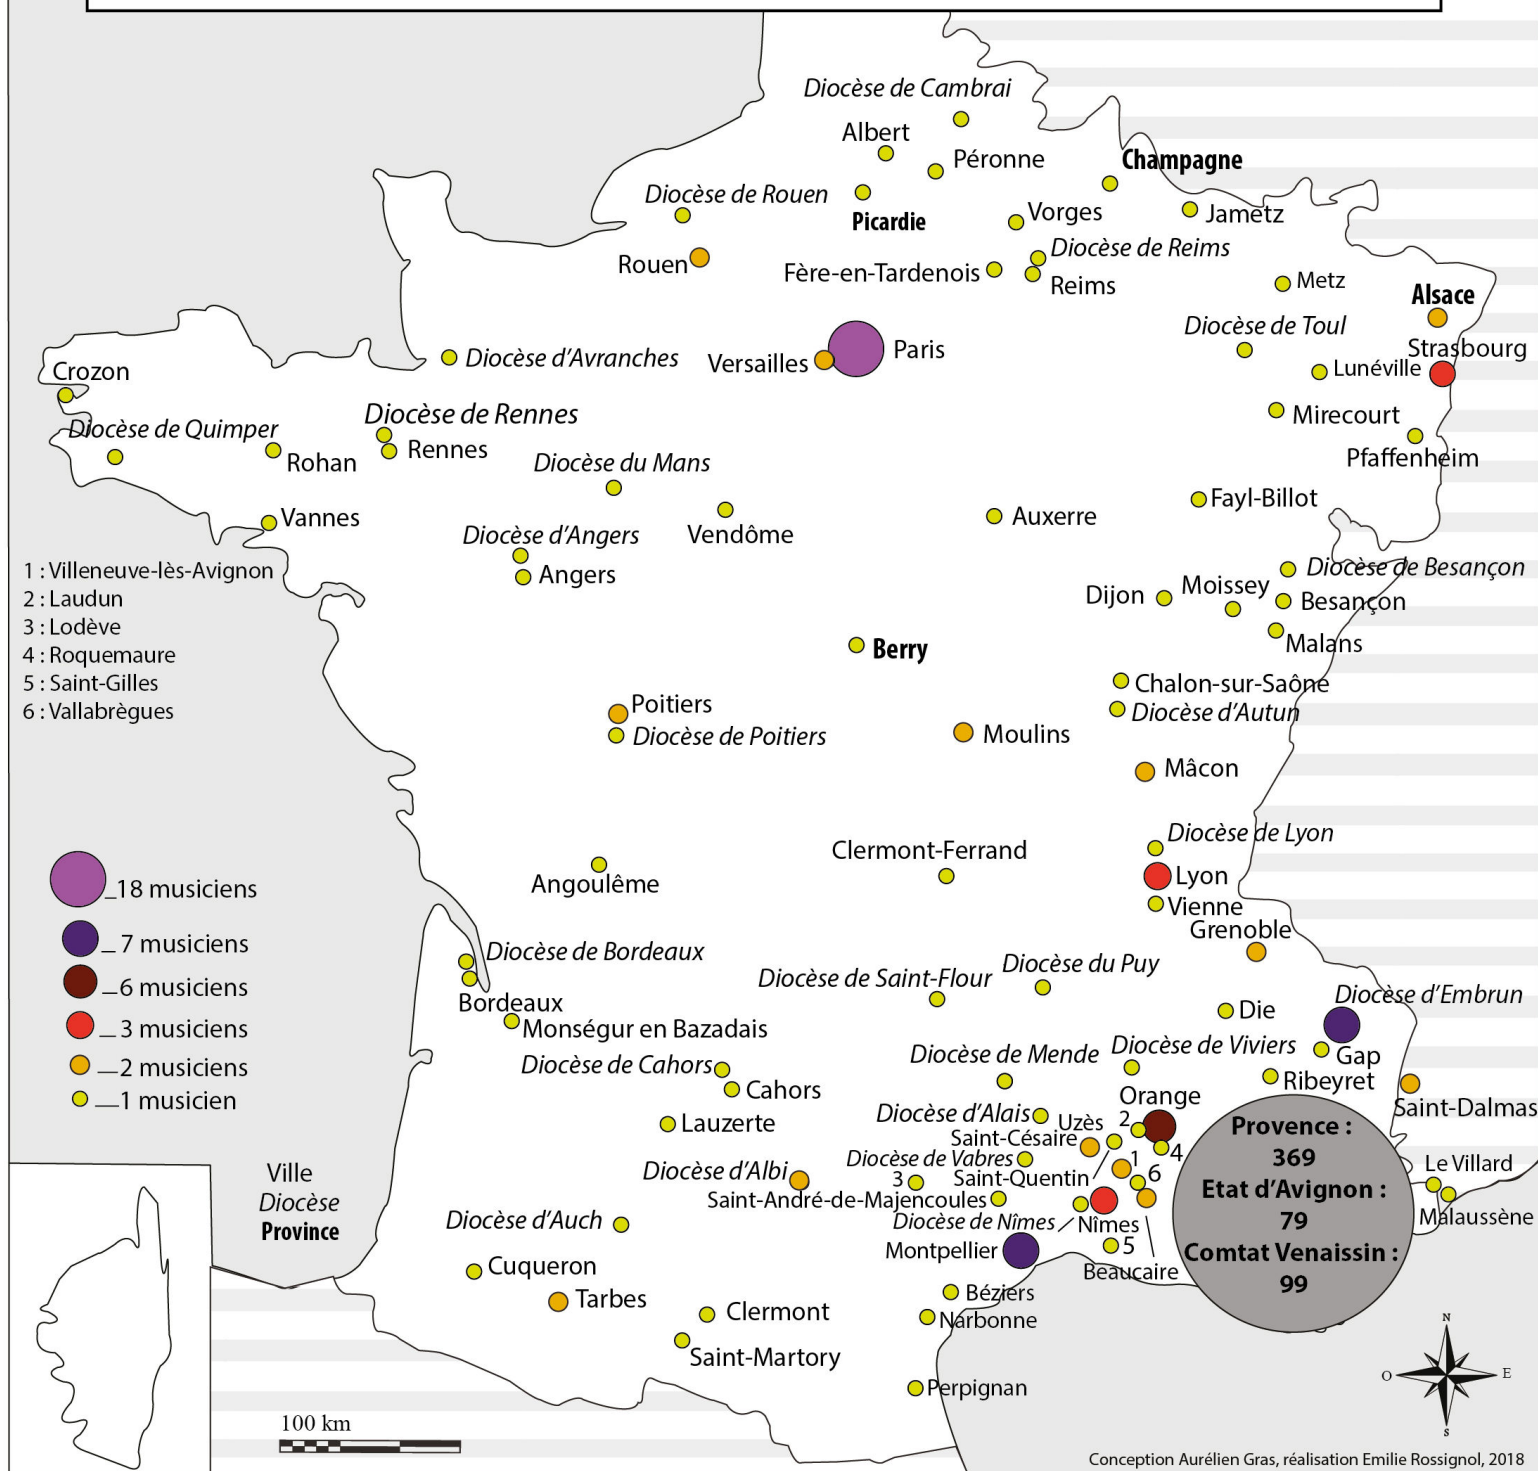 Diocèse de Cambrai
Albert
Péronne
Champagne
Diocèse de Rouen
Picardie
Vorges
Jametz
Rouen
Fère-en-Tardenois
Diocèse de Reims
Reims
Metz
Alsace
Diocèse de Toul
Strasbourg
Crozon
Diocèse d'Avranches
Versailles
Paris
Lunéville
Diocèse de Quimper
Diocèse de Rennes
Mirecourt
Rohan
Rennes
Diocèse du Mans
Pfaffenheim
Vannes
Vendôme
Auxerre
Fayl-Billot
Diocèse d'Angers
Angers
1 : Villeneuve-lès-Avignon
2 : Laudun
3 : Lodève
4 : Roquemaure
5 : Saint-Gilles
6 : Vallabrègues
Diocèse de Besançon
Dijon
Moissey
Besançon
Malans
Berry
Chalon-sur-Saône
Poitiers
Diocèse d'Autun
Diocèse de Poitiers
Moulins
Mâcon
Diocèse de Lyon
Clermont-Ferrand
Angoulême
Lyon
Vienne
Grenoble
18 musiciens
7 musiciens
6 musiciens
3 musiciens
2 musiciens
1 musicien
Diocèse de Bordeaux
Bordeaux
Diocèse de Saint-Flour
Diocèse du Puy
Diocèse d'Embrun
Die
Monségur en Bazadais
Diocèse de Cahors
Cahors
Diocèse de Mende
Diocèse de Viviers
Gap
Ribeyret
Orange
Saint-Dalmas
Lauzerte
Diocèse d'Alais
Uzès
2
Saint-Césaire
4
Diocèse de Vabres
1
Diocèse d'Albi
3
Saint-Quentin
6
Saint-André-de-Majencoules
Diocèse de Nîmes
Nîmes
Montpellier
5
Beaucaire
Provence :
369
Etat d'Avignon :
79
Comtat Venaissin :
99
Le Villard
Malaussène
Ville
Diocèse
Province
Diocèse d'Auch
Cuqueron
Tarbes
Clermont
Béziers
Narbonne
Saint-Martory
Perpignan
N
O
E
S
100 km
Conception Aurélien Gras, réalisation Emilie Rossignol, 2018